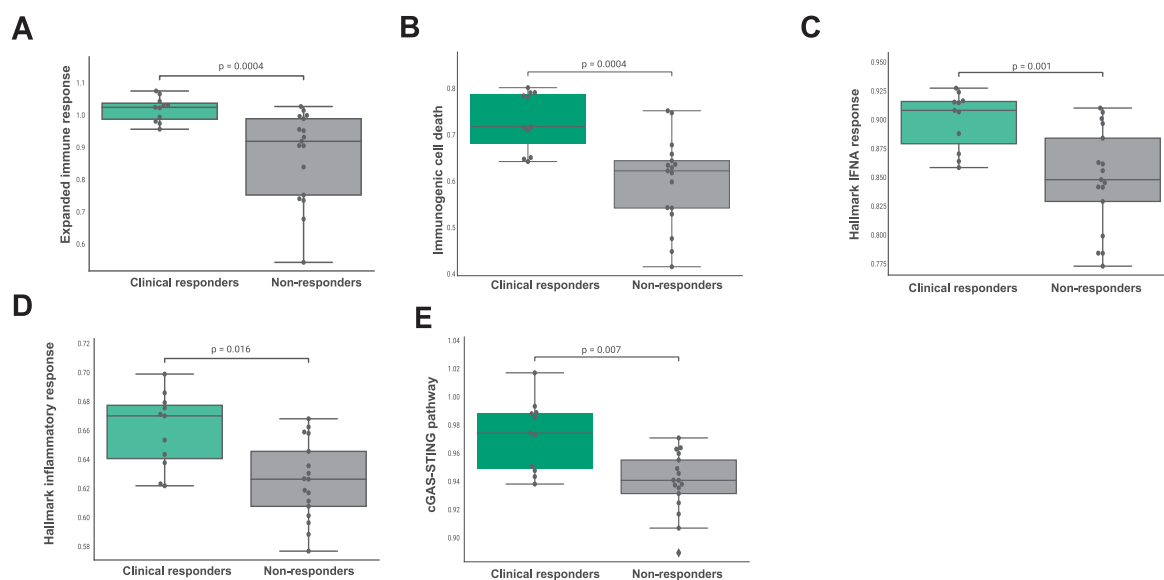 A
Expanded immune response
p = 0.0004
1.1
1.0
0.9
0.8
0.7
0.6
Clinical responders
Non-responders
B
Immunogenic cell death
p = 0.0004
0.8
0.7
0.6
0.5
0.4
Clinical responders
Non-responders
C
Hallmark IFNA response
p = 0.001
0.950
0.925
0.900
0.875
0.850
0.825
0.800
0.775
Clinical responders
Non-responders
D
Hallmark inflammatory response
p = 0.016
0.72
0.70
0.68
0.66
0.64
0.62
0.60
0.58
Clinical responders
Non-responders
E
cGAS-STING pathway
p = 0.007
1.04
1.02
1.00
0.98
0.96
0.94
0.92
0.90
Clinical responders
Non-responders